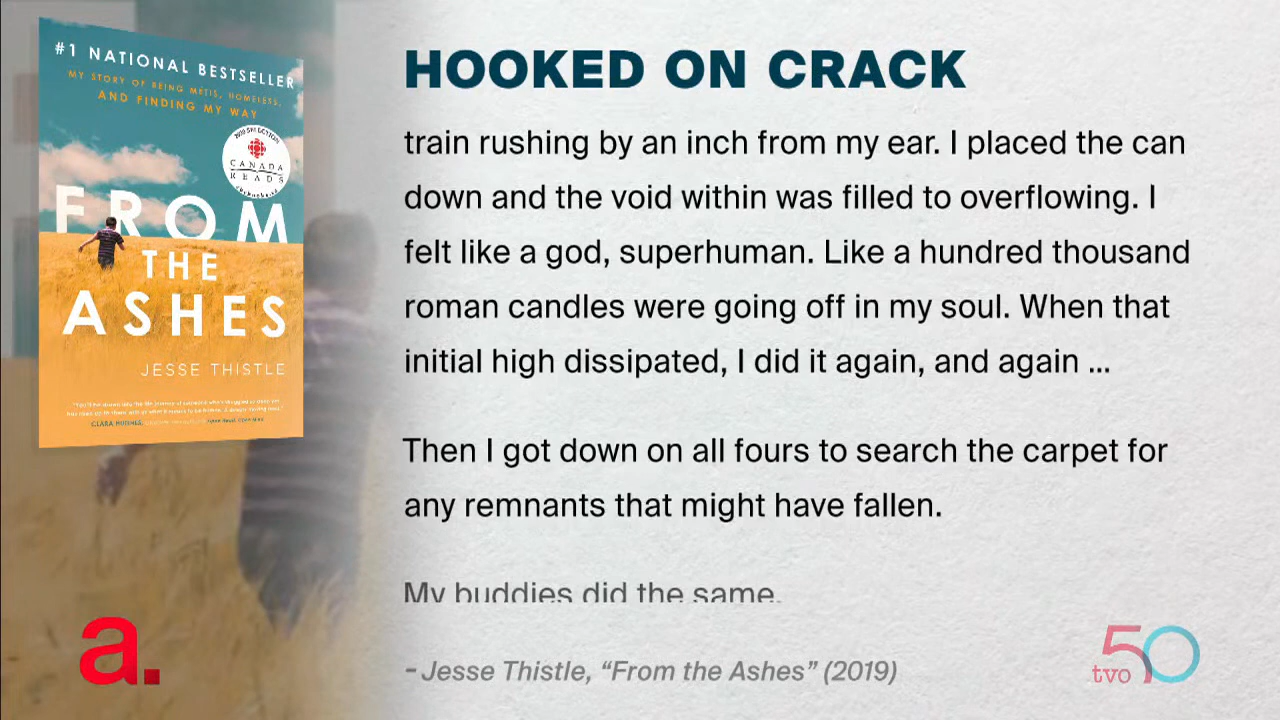 #1 NATIONAL BESTSELLER
MY STORY OF BEING MÉTIS, HOMELESS,
AND FINDING MY WAY
CANADA
READS
FROM
THE
ASHES
JESSE THISTLE
CLARA HUGHES,
HOOKED ON CRACK
train rushing by an inch from my ear. I placed the can
down and the void within was filled to overflowing. I
felt like a god, superhuman. Like a hundred thousand
roman candles were going off in my soul. When that
initial high dissipated, I did it again, and again ...
Then I got down on all fours to search the carpet for
any remnants that might have fallen.
My buddies did the same.
– Jesse Thistle, “From the Ashes” (2019)
a.
tvo 50